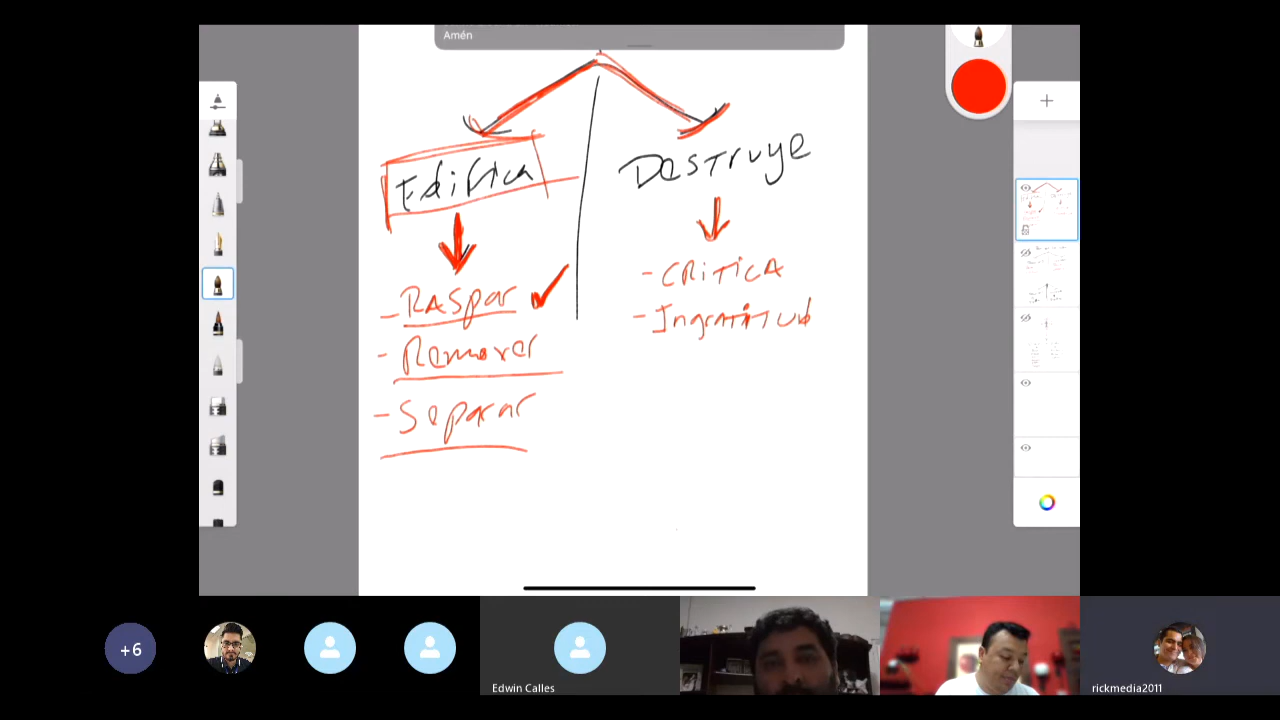 Amén
Edifica
Destruye
- Raspar ✓
- Remover
- Separar
- Critica
- Ingratitud
+6
Edwin Calles
rickmedia2011